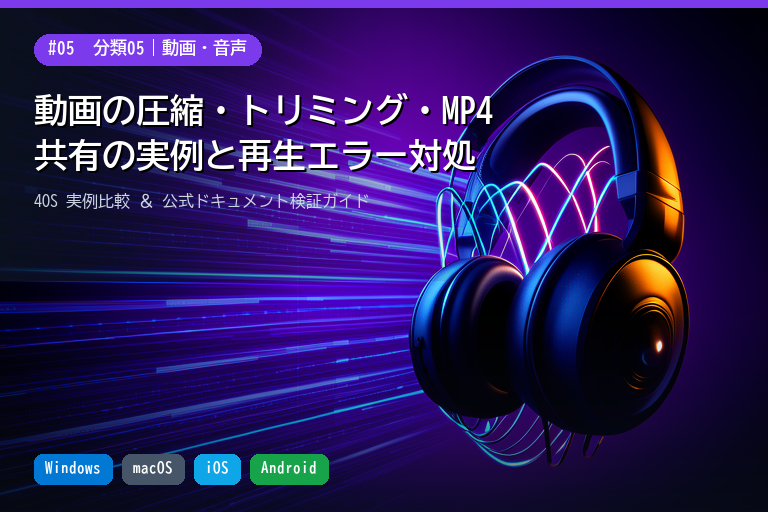 #05 分類05｜動画・音声
動画の圧縮・トリミング・MP4
共有の実例と再生エラー対処
4OS 実例比較 ＆ 公式ドキュメント検証ガイド
Windows macOS iOS Android